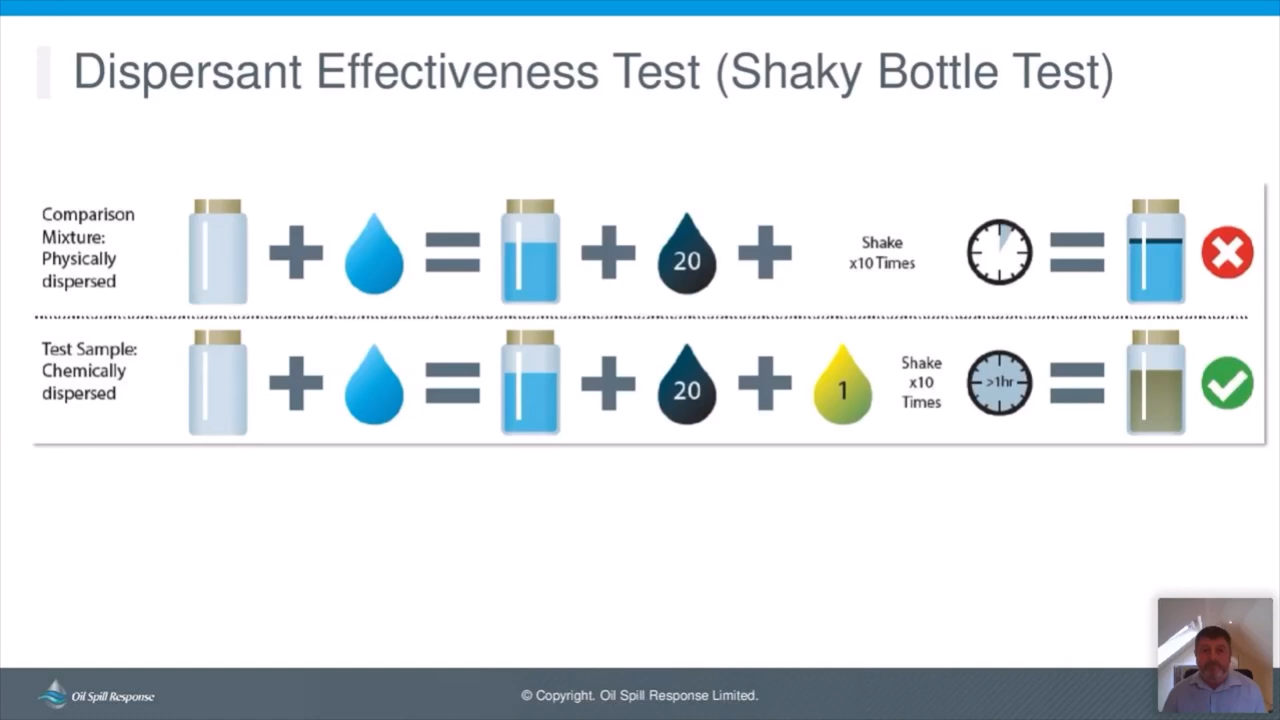 Dispersant Effectiveness Test (Shaky Bottle Test)
Comparison
Mixture:
Physically
dispersed
20
Shake
x10 Times
Test Sample:
Chemically
dispersed
20
1
Shake
x10
Times
>1hr
Oil Spill Response
© Copyright. Oil Spill Response Limited.